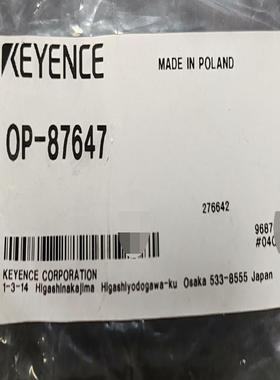 KEYENCE
MADE IN POLAND
OP-87647
276642
9687
#04
KEYENCE CORPORATION
1-3-14 Higashinakajima Higashiyodogawa-ku Osaka 533-8555 Japan